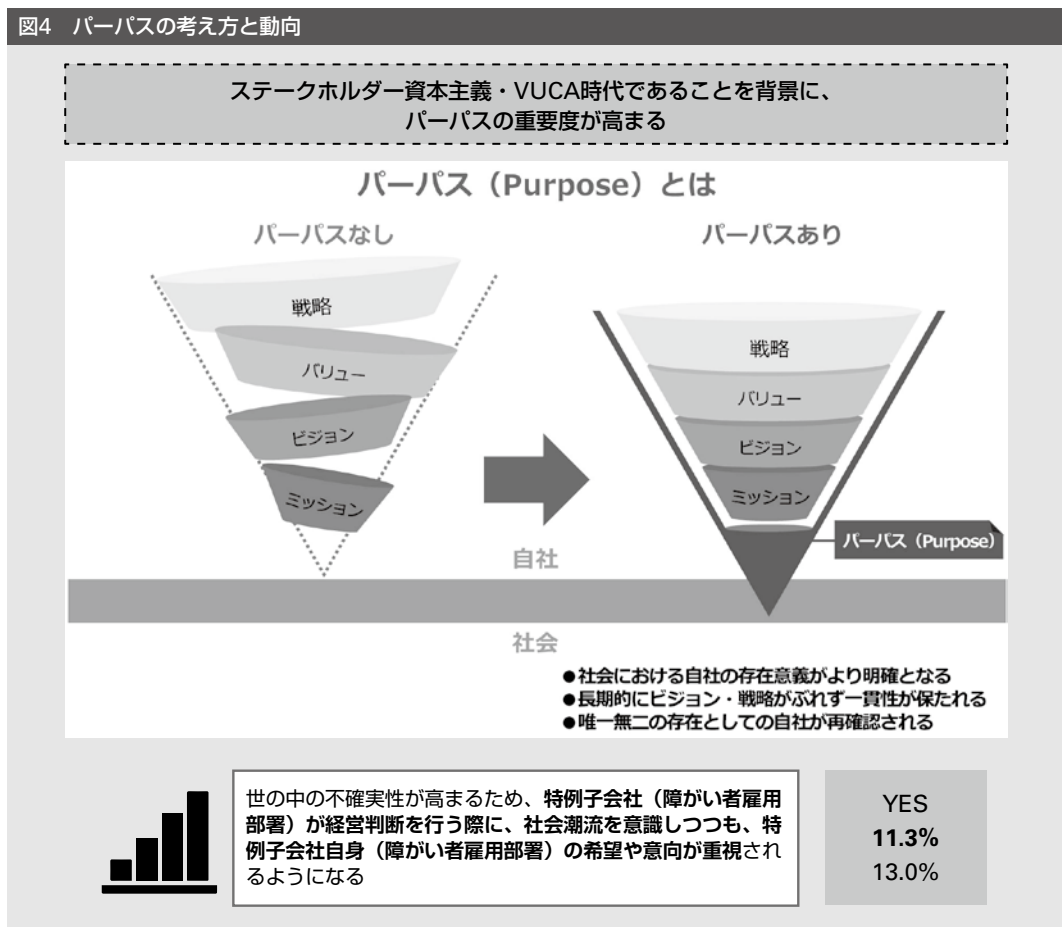 図4 パーパスの考え方と動向
ステークホルダー資本主義・VUCA時代であることを背景に、
パーパスの重要度が高まる
パーパス（Purpose）とは
パーパスなし
戦略
バリュー
ビジョン
ミッション
パーパスあり
戦略
バリュー
ビジョン
ミッション
パーパス（Purpose）
自社
社会
●社会における自社の存在意義がより明確となる
●長期的にビジョン・戦略がぶれず一貫性が保たれる
●唯一無二の存在としての自社が再確認される
世の中の不確実性が高まるため、特例子会社（障がい者雇用
部署）が経営判断を行う際に、社会潮流を意識しつつも、特
例子会社自身（障がい者雇用部署）の希望や意向が重視され
るようになる
YES
11.3%
13.0%